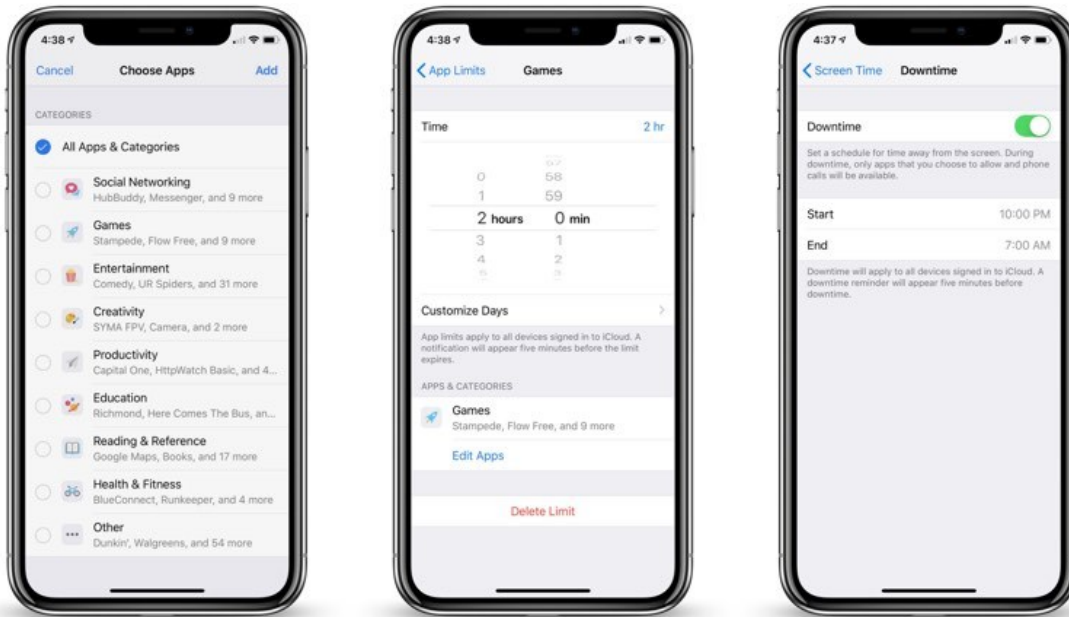 4:38
Cancel
Choose Apps
Add
CATEGORIES
All Apps & Categories
Social Networking
HubBuddy, Messenger, and 9 more
Games
Stampede, Flow Free, and 9 more
Entertainment
Comedy, UR Spiders, and 31 more
Creativity
SYMA FPV, Camera, and 2 more
Productivity
Capital One, HttpWatch Basic, and 4...
Education
Richmond, Here Comes The Bus, an...
Reading & Reference
Google Maps, Books, and 17 more
Health & Fitness
BlueConnect, Runkeeper, and 4 more
Other
Dunkin', Walgreens, and 54 more
4:38
App Limits
Games
Time 2 hr
57
0 58
1 59
2 hours 0 min
3 1
4 2
5 3
Customize Days
App limits apply to all devices signed in to iCloud. A
notification will appear five minutes before the limit
expires.
APPS & CATEGORIES
Games
Stampede, Flow Free, and 9 more
Edit Apps
Delete Limit
4:37
Screen Time
Downtime
Downtime
Set a schedule for time away from the screen. During
downtime, only apps that you choose to allow and phone
calls will be available.
Start 10:00 PM
End 7:00 AM
Downtime will apply to all devices signed in to iCloud. A
downtime reminder will appear five minutes before
downtime.